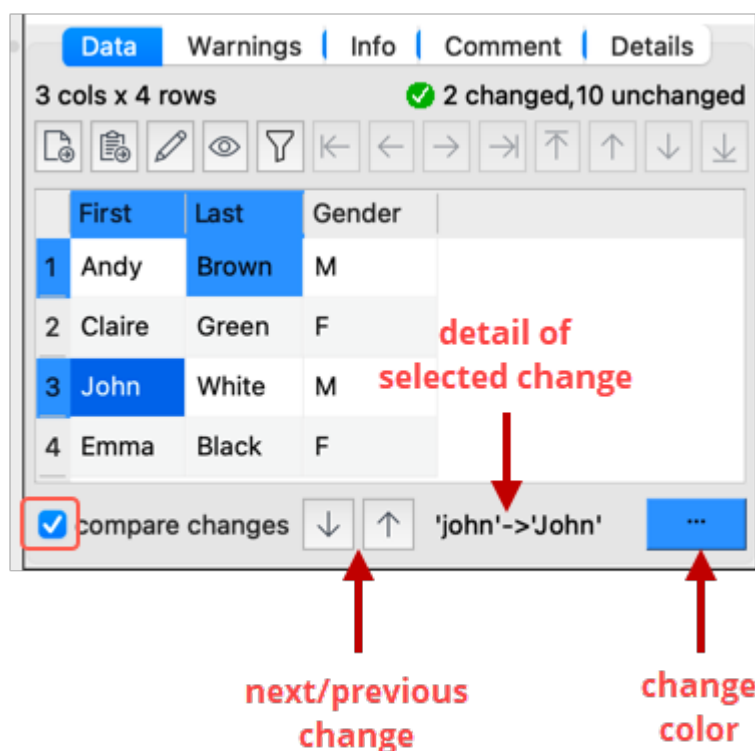 Data Warnings Info Comment Details
3 cols x 4 rows 2 changed,10 unchanged
First Last Gender
1 Andy Brown M
2 Claire Green F
detail of
selected change
3 John White M
4 Emma Black F
compare changes 'john'->'John' ...
next/previous
change
change
color